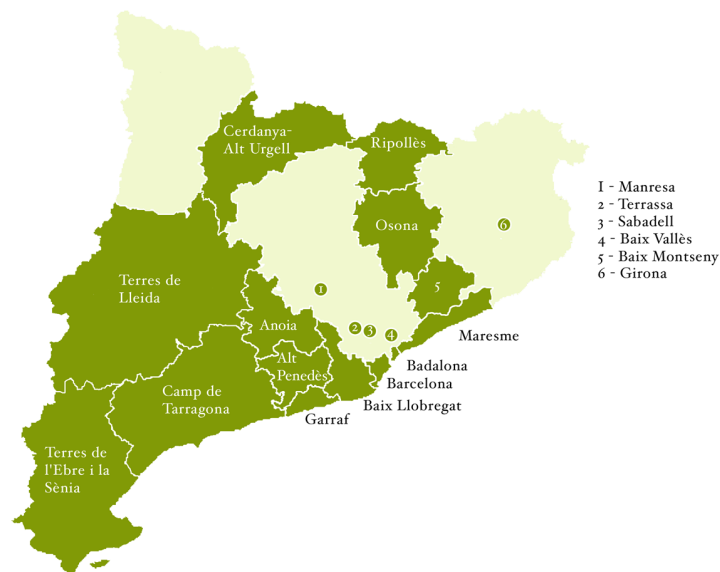 Cerdanya-
Alt Urgell
Ripollès
Osona
6
Terres de
Lleida
1
5
Anoia
2
3
4
Alt
Penedès
Camp de
Tarragona
Terres de
l'Ebre i la
Sènia
Maresme
Badalona
Barcelona
Baix Llobregat
Garraf
1 - Manresa
2 - Terrassa
3 - Sabadell
4 - Baix Vallès
5 - Baix Montseny
6 - Girona